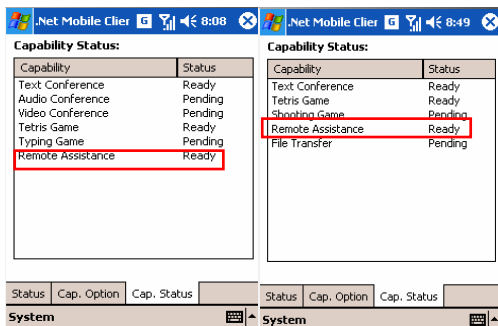 .Net Mobile Clier G 8:08
Capability Status:
Capability Status
Text Conference Ready
Audio Conference Pending
Video Conference Pending
Tetris Game Ready
Typing Game Pending
Remote Assistance Ready
Status Cap. Option Cap. Status
System
.Net Mobile Clier G 8:49
Capability Status:
Capability Status
Text Conference Ready
Tetris Game Ready
Shooting Game Pending
Remote Assistance Ready
File Transfer Pending
Status Cap. Option Cap. Status
System